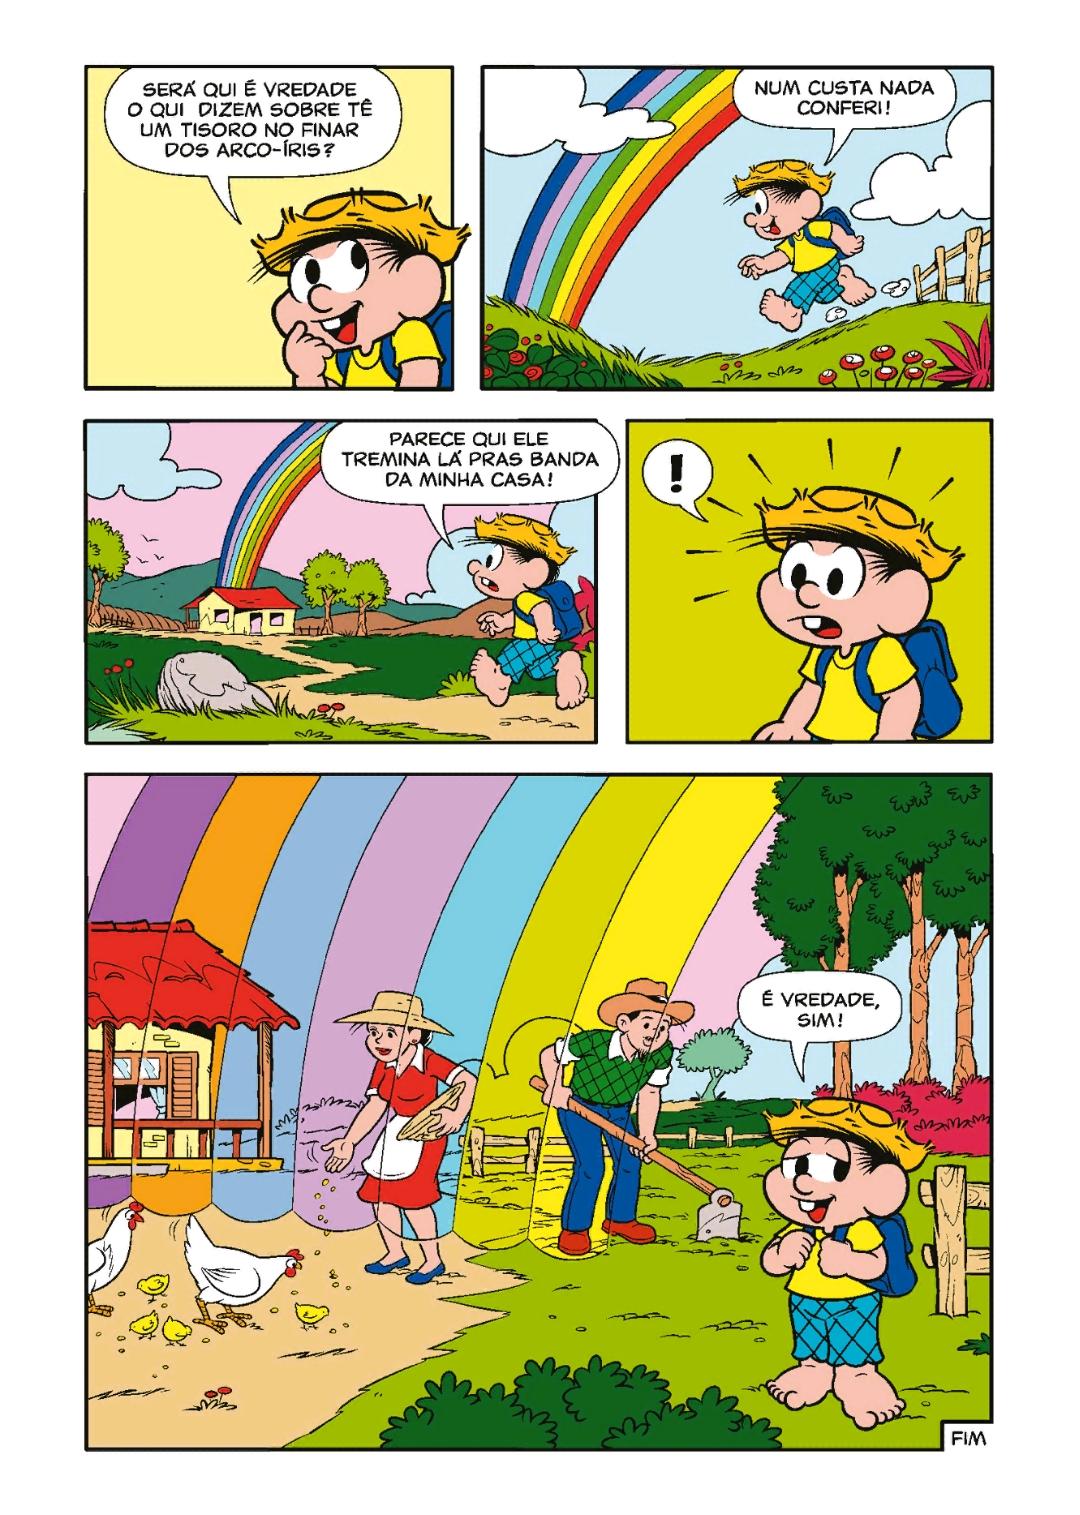 SERÁ QUI É VREDADE
O QUI DIZEM SOBRE TÊ
UM TISORO NO FINAR
DOS ARCO-ÍRIS?
NUM CUSTA NADA
CONFERI!
PARECE QUI ELE
TREMINA LÁ PRAS BANDA
DA MINHA CASA!
!
É VREDADE,
SIM!
FIM